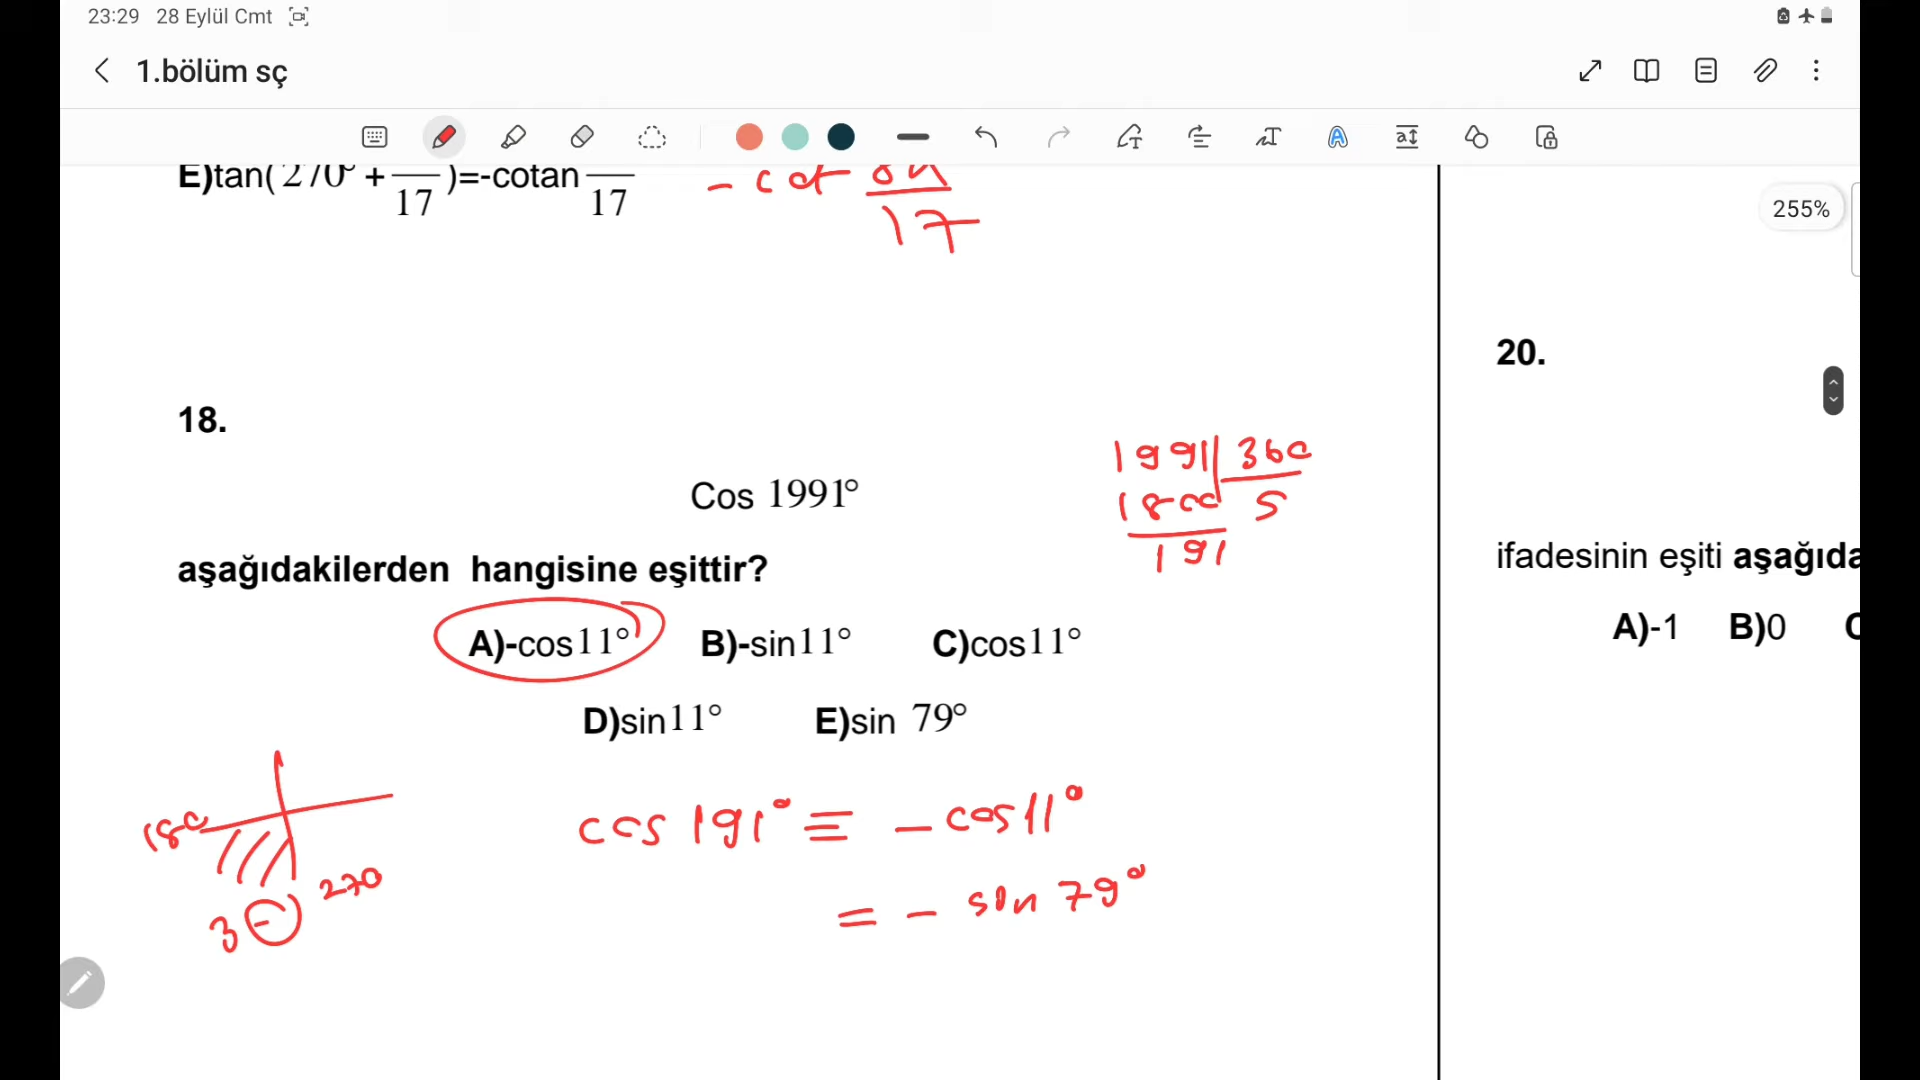 23:29 28 Eylül Cmt
1.bölüm sç
255%
E)tan(270° + /17)=-cotan /17
- cot 8π/17
18.
Cos 1991°
1991 360
1800 5
191
aşağıdakilerden hangisine eşittir?
A)-cos11° B)-sin11° C)cos11°
D)sin11° E)sin 79°
180
270
3 -
cos 191° ≡ - cos11°
= - sin 79°
20.
ifadesinin eşiti aşağıda
A)-1 B)0 C